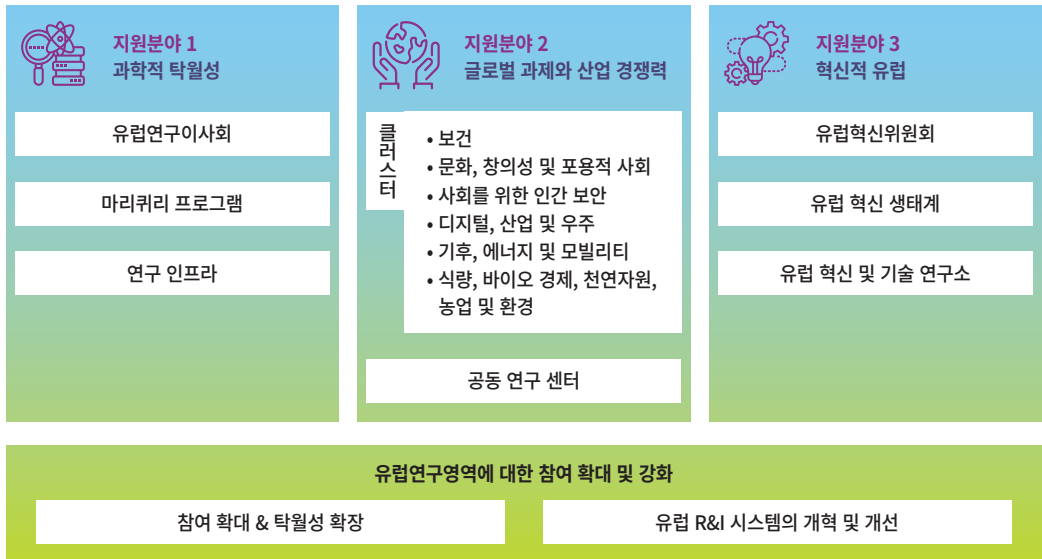 지원분야 1
과학적 탁월성
유럽연구이사회
마리퀴리 프로그램
연구 인프라
지원분야 2
글로벌 과제와 산업 경쟁력
클러스터
• 보건
• 문화, 창의성 및 포용적 사회
• 사회를 위한 인간 보안
• 디지털, 산업 및 우주
• 기후, 에너지 및 모빌리티
• 식량, 바이오 경제, 천연자원,
농업 및 환경
공동 연구 센터
지원분야 3
혁신적 유럽
유럽혁신위원회
유럽 혁신 생태계
유럽 혁신 및 기술 연구소
유럽연구영역에 대한 참여 확대 및 강화
참여 확대 & 탁월성 확장
유럽 R&I 시스템의 개혁 및 개선